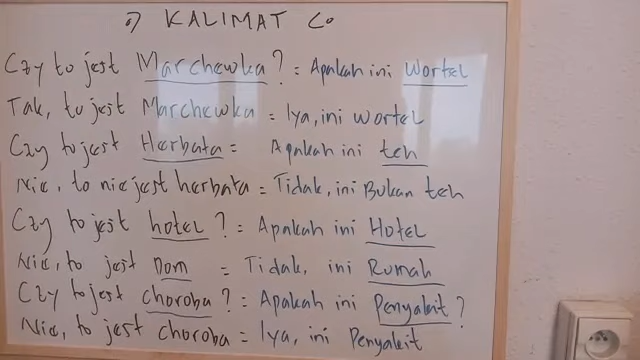 KALIMAT Co
Czy to jest Marchewka? = Apakah ini Wortel
Tak, to jest Marchewka = Iya, ini wortel
Czy to jest Herbata = Apakah ini teh
Nie, to nie jest herbata = Tidak, ini Bukan teh
Czy to jest hotel? = Apakah ini Hotel
Nie, to jest Dom = Tidak, ini Rumah
Czy to jest choroba? = Apakah ini Penyakit?
Nie, to jest choroba = Iya, ini Penyakit